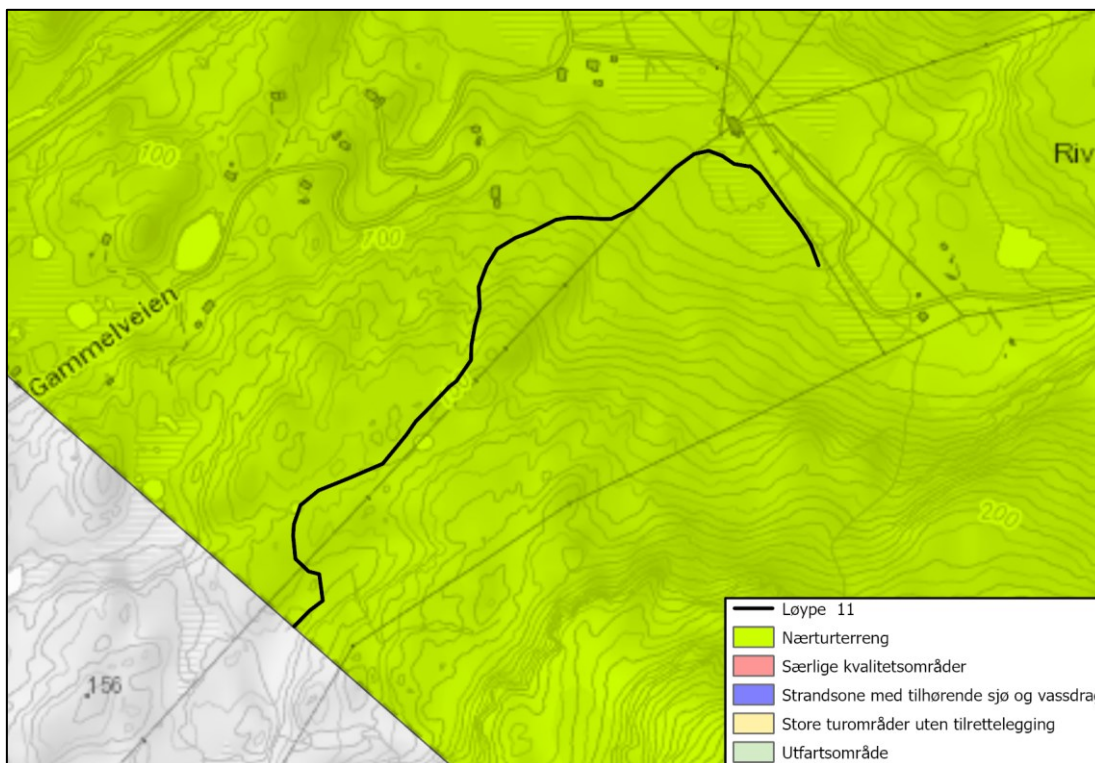 100
Riv
700
Gammelveien
200
156
Løype 11
Nærturterreng
Særlige kvalitetsområder
Strandsone med tilhørende sjø og vassdrag
Store turområder uten tilrettelegging
Utfartsområde